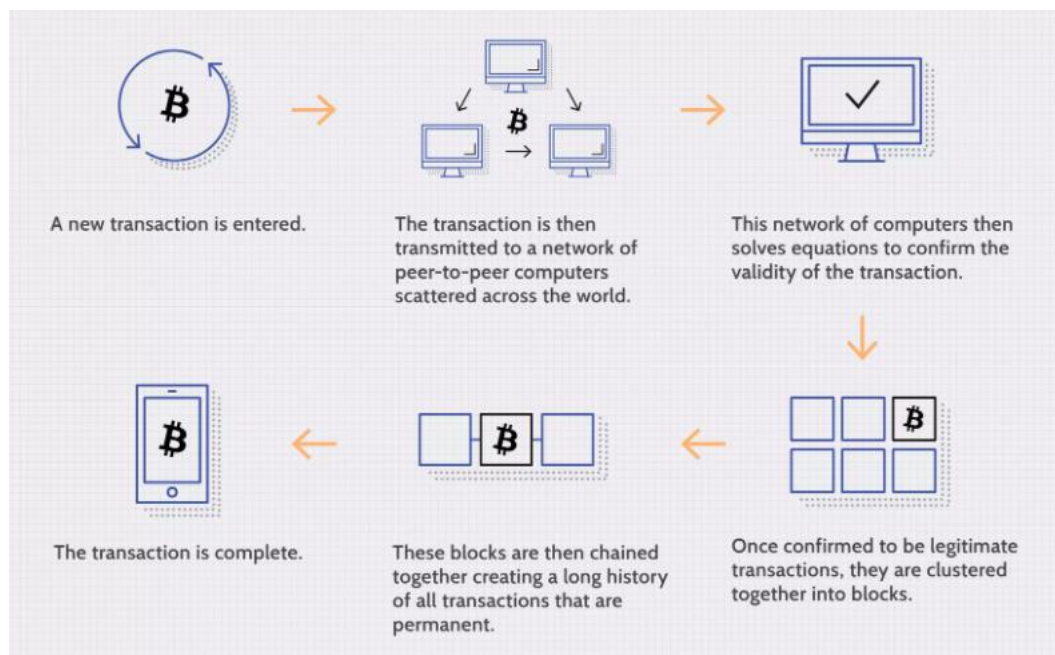 A new transaction is entered.
The transaction is then
transmitted to a network of
peer-to-peer computers
scattered across the world.
This network of computers then
solves equations to confirm the
validity of the transaction.
Once confirmed to be legitimate
transactions, they are clustered
together into blocks.
These blocks are then chained
together creating a long history
of all transactions that are
permanent.
The transaction is complete.